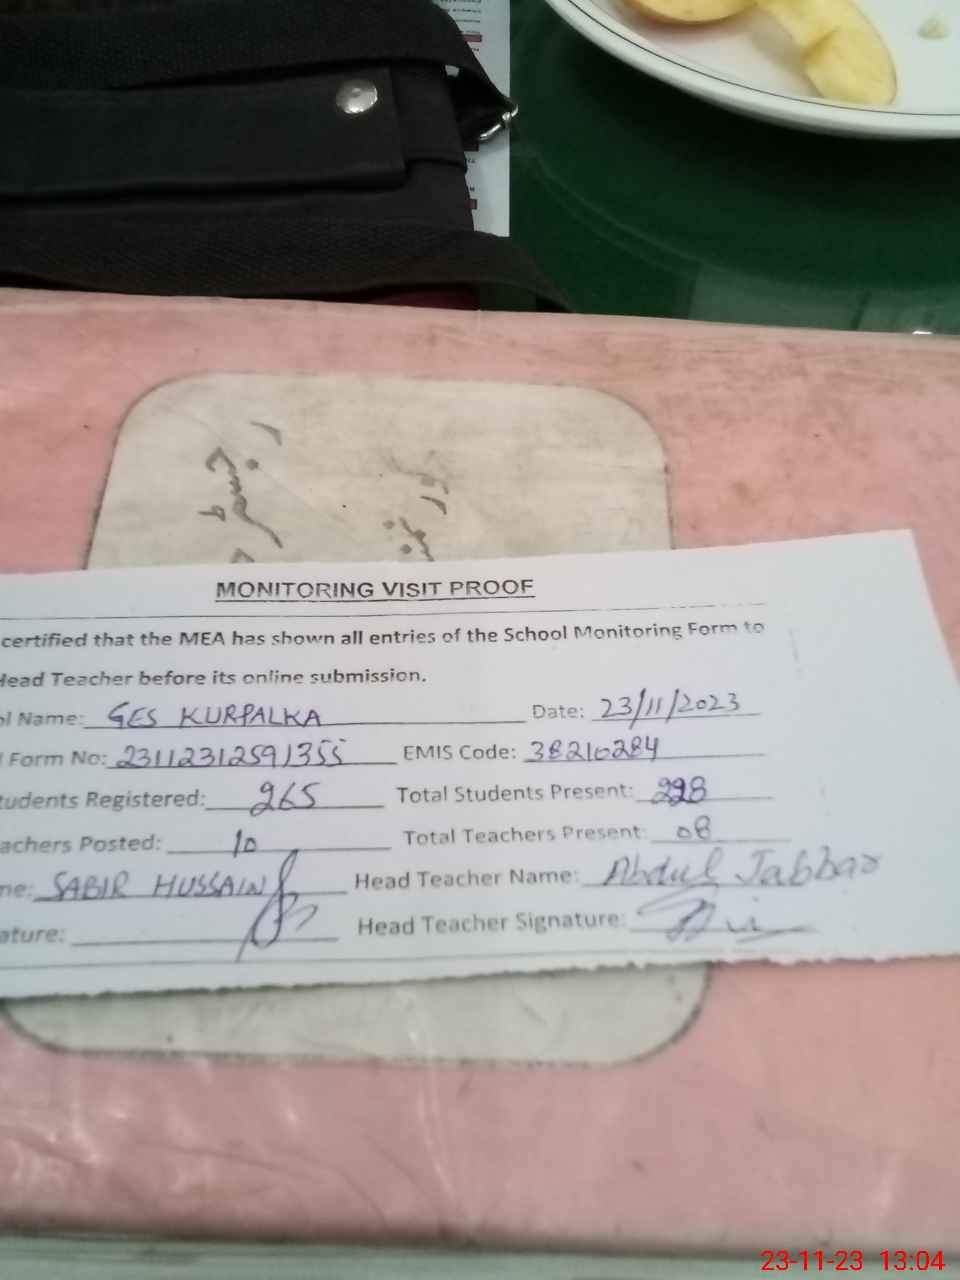 MONITORING VISIT PROOF
certified that the MEA has shown all entries of the School Monitoring Form to
Head Teacher before its online submission.
ol Name: GES KURPALKA Date: 23/11/2023
Form No: 23112312591355 EMIS Code: 38210284
tudents Registered: 265 Total Students Present: 228
achers Posted: 10 Total Teachers Present: 08
me: SABIR HUSSAIN Head Teacher Name: Abdul Jabbar
ature: Head Teacher Signature:
23-11-23 13:04